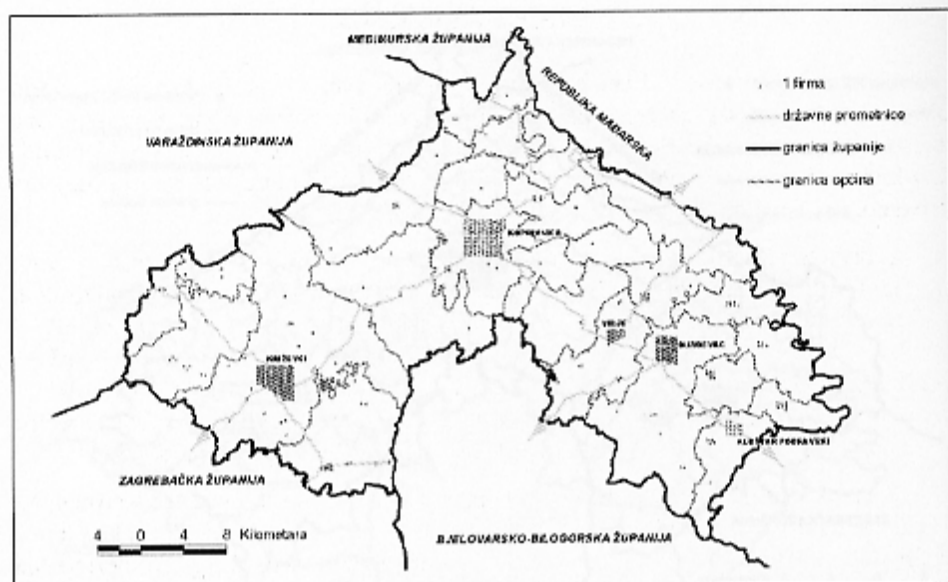 MEĐIMURSKA ŽUPANIJA
REPUBLIKA MAĐARSKA
VARAŽDINSKA ŽUPANIJA
1 firma
državne prometnice
granica županije
granica općina
KOPRIVNICA
VIRJE
ĐURĐEVAC
KRIŽEVCI
KLOŠTAR PODRAVSKI
ZAGREBAČKA ŽUPANIJA
4 0 4 8 Kilometara
BJELOVARSKO-BILOGORSKA ŽUPANIJA